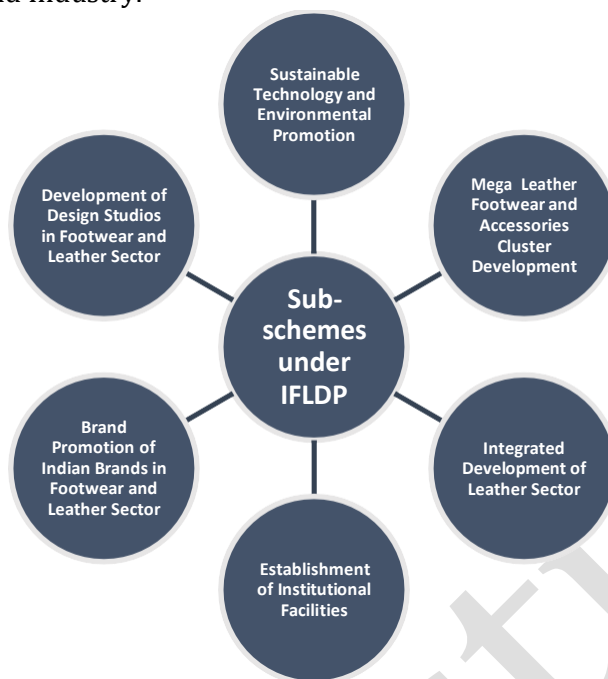 nd industry.
Sustainable
Technology and
Environmental
Promotion
Mega Leather
Footwear and
Accessories
Cluster
Development
Integrated
Development of
Leather Sector
Establishment
of Institutional
Facilities
Brand
Promotion of
Indian Brands in
Footwear and
Leather Sector
Development of
Design Studios
in Footwear and
Leather Sector
Sub-
schemes
under
IFLDP